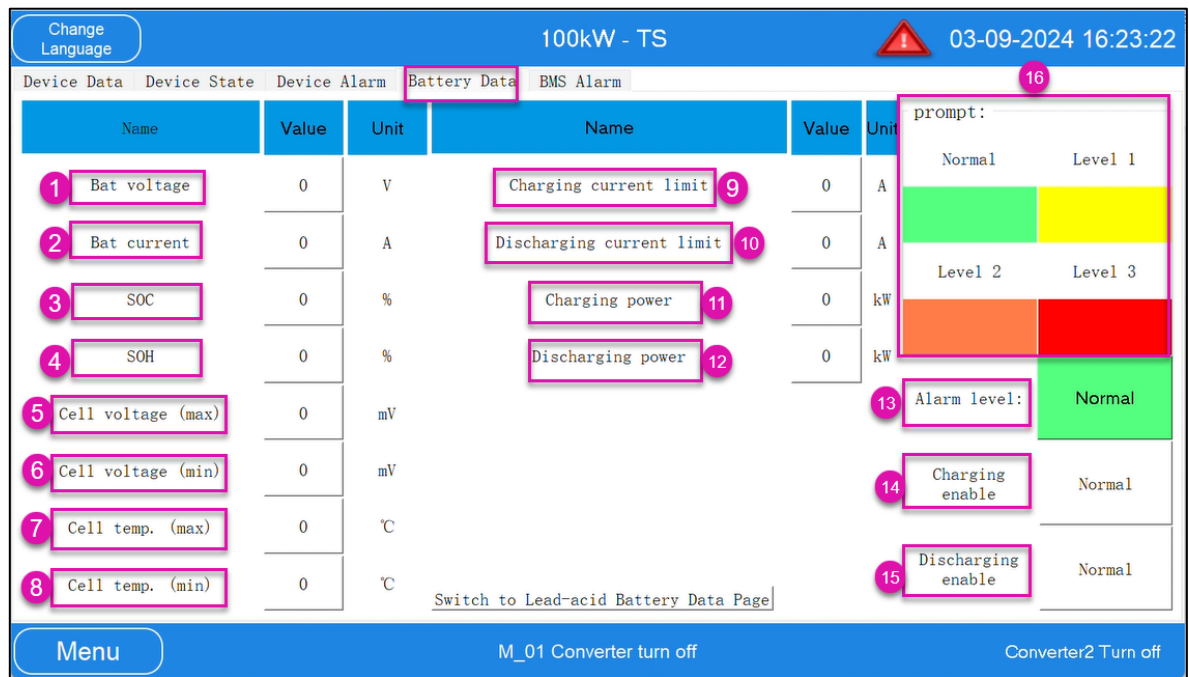 Change
Language
100kW - TS
03-09-2024 16:23:22
Device Data Device State Device Alarm Battery Data BMS Alarm
16
Name Value Unit Name Value Unit
prompt:
Normal Level 1
1 Bat voltage 0 V Charging current limit 9 0 A
2 Bat current 0 A Discharging current limit 10 0 A
Level 2 Level 3
3 SOC 0 % Charging power 11 0 kW
4 SOH 0 % Discharging power 12 0 kW
5 Cell voltage (max) 0 mV
13 Alarm level: Normal
6 Cell voltage (min) 0 mV
14 Charging
enable
Normal
7 Cell temp. (max) 0 ℃
15 Discharging
enable
Normal
8 Cell temp. (min) 0 ℃
Switch to Lead-acid Battery Data Page
Menu
M_01 Converter turn off
Converter2 Turn off